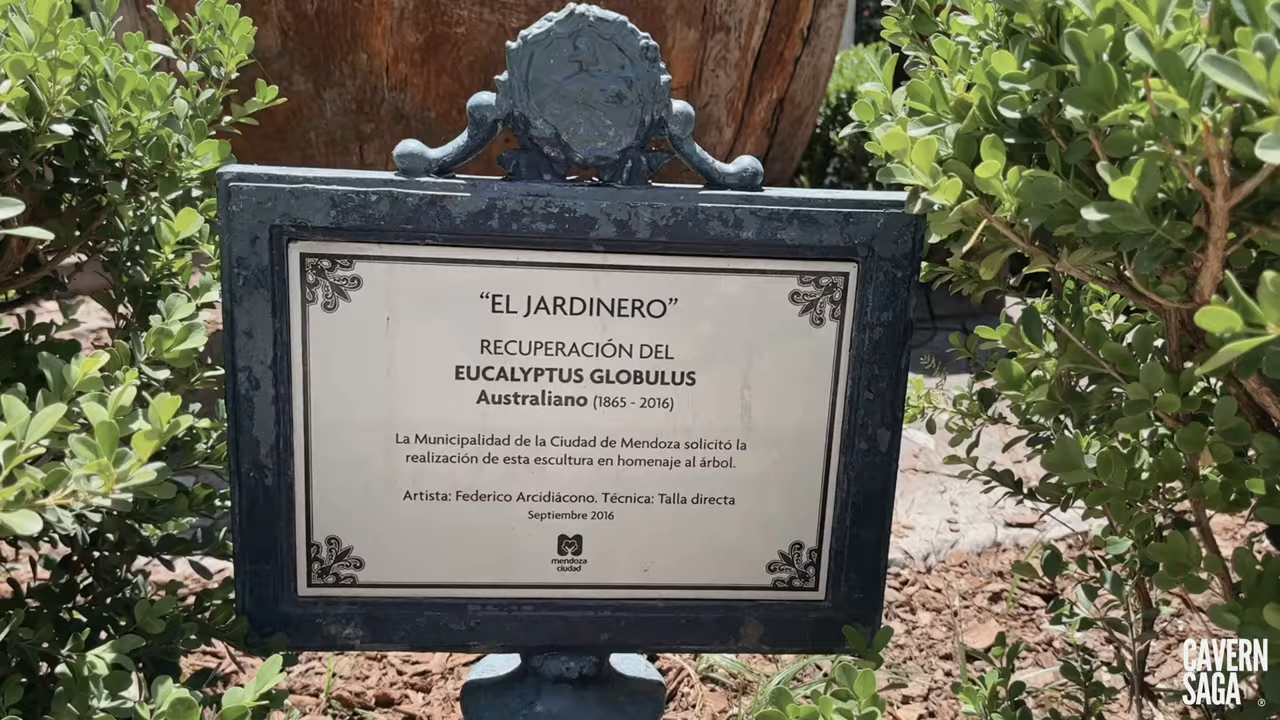 “EL JARDINERO”
RECUPERACIÓN DEL
EUCALYPTUS GLOBULUS
Australiano (1865 - 2016)
La Municipalidad de la Ciudad de Mendoza solicitó la
realización de esta escultura en homenaje al árbol.
Artista: Federico Arcidiácono. Técnica: Talla directa
Septiembre 2016
mendoza
ciudad
CAVERN
SAGA ®